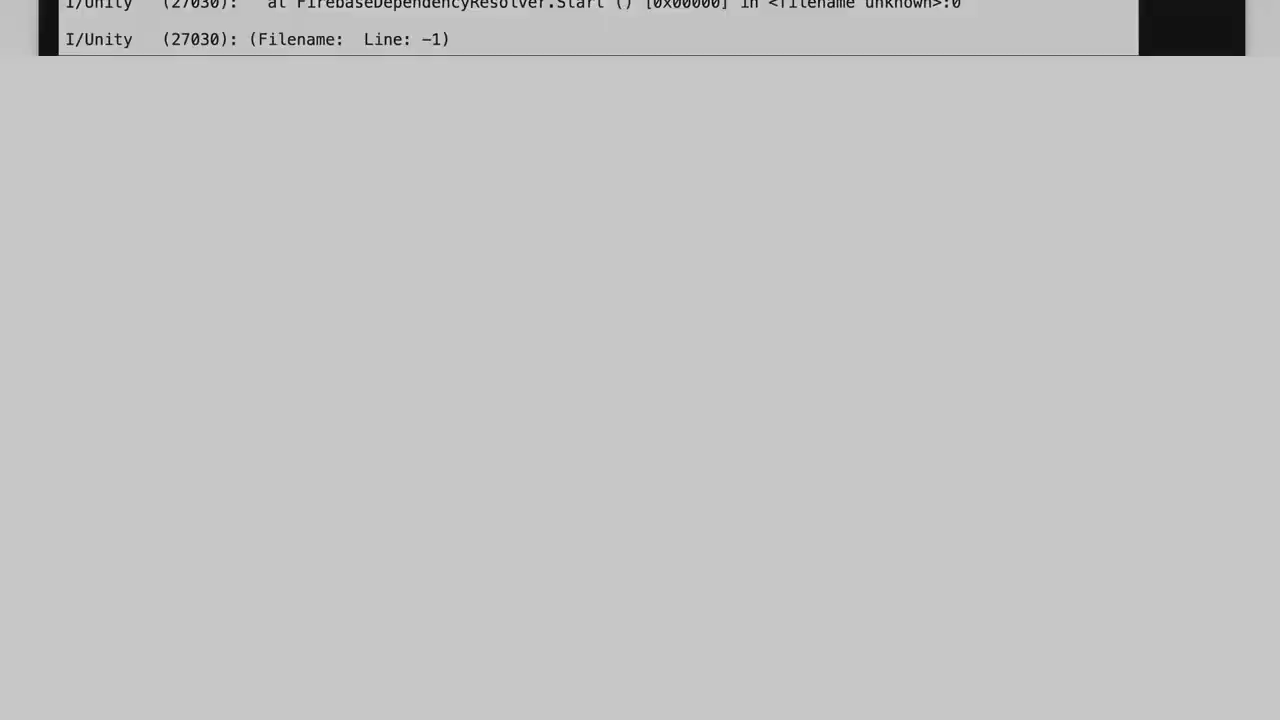 I/Unity   (27030):   at FirebaseDependencyResolver.Start () [0x00000] in <filename unknown>:0
I/Unity   (27030): (Filename:  Line: -1)